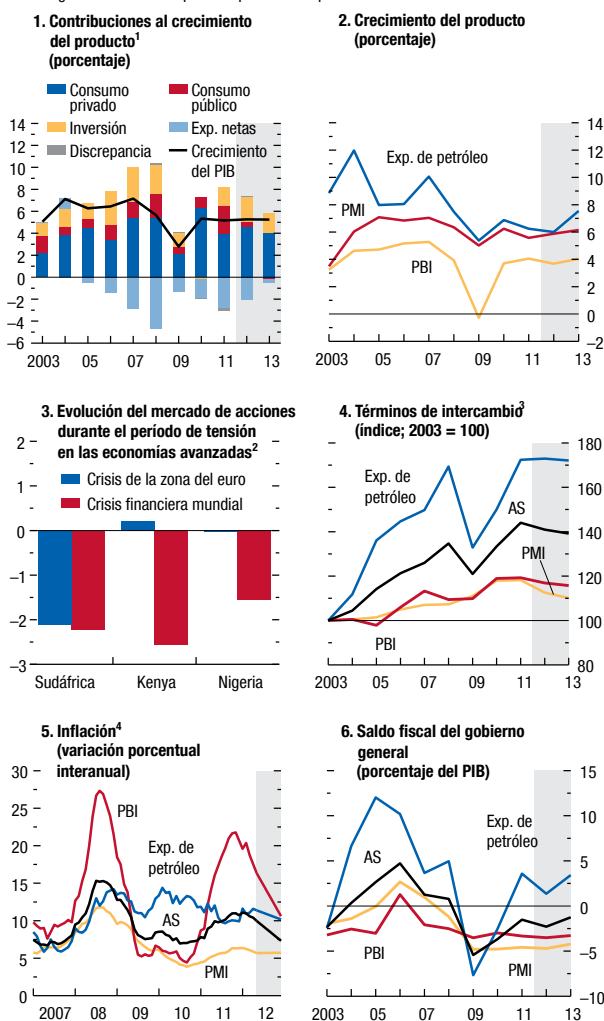 1. Contribuciones al crecimiento
del producto1
(porcentaje)
Consumo privado
Consumo público
Inversión
Exp. netas
Discrepancia
Crecimiento del PIB
14
12
10
8
6
4
2
0
–2
–4
–6
2003 05 07 09 11 13
2. Crecimiento del producto
(porcentaje)
Exp. de petróleo
PMI
PBI
14
12
10
8
6
4
2
0
–2
2003 05 07 09 11 13
3. Evolución del mercado de acciones
durante el período de tensión
en las economías avanzadas2
Crisis de la zona del euro
Crisis financiera mundial
2
1
0
–1
–2
–3
Sudáfrica Kenya Nigeria
4. Términos de intercambio3
(índice; 2003 = 100)
Exp. de
petróleo
AS
PMI
PBI
180
160
140
120
100
80
2003 05 07 09 11 13
5. Inflación4
(variación porcentual
interanual)
PBI
Exp. de
petróleo
AS
PMI
30
25
20
15
10
5
0
2007 08 09 10 11 12
6. Saldo fiscal del gobierno
general
(porcentaje del PIB)
Exp. de
petróleo
AS
PBI
PMI
15
10
5
0
–5
–10
2003 05 07 09 11 13